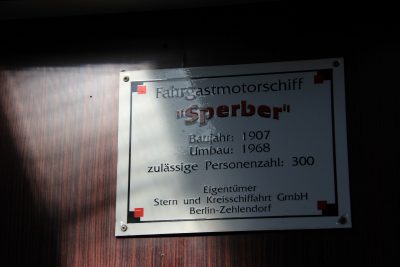 Fahrgastmotorschiff
"Sperber"
Baujahr: 1907
Umbau: 1968
zulässige Personenzahl: 300
Eigentümer
Stern und Kreisschiffahrt GmbH
Berlin-Zehlendorf